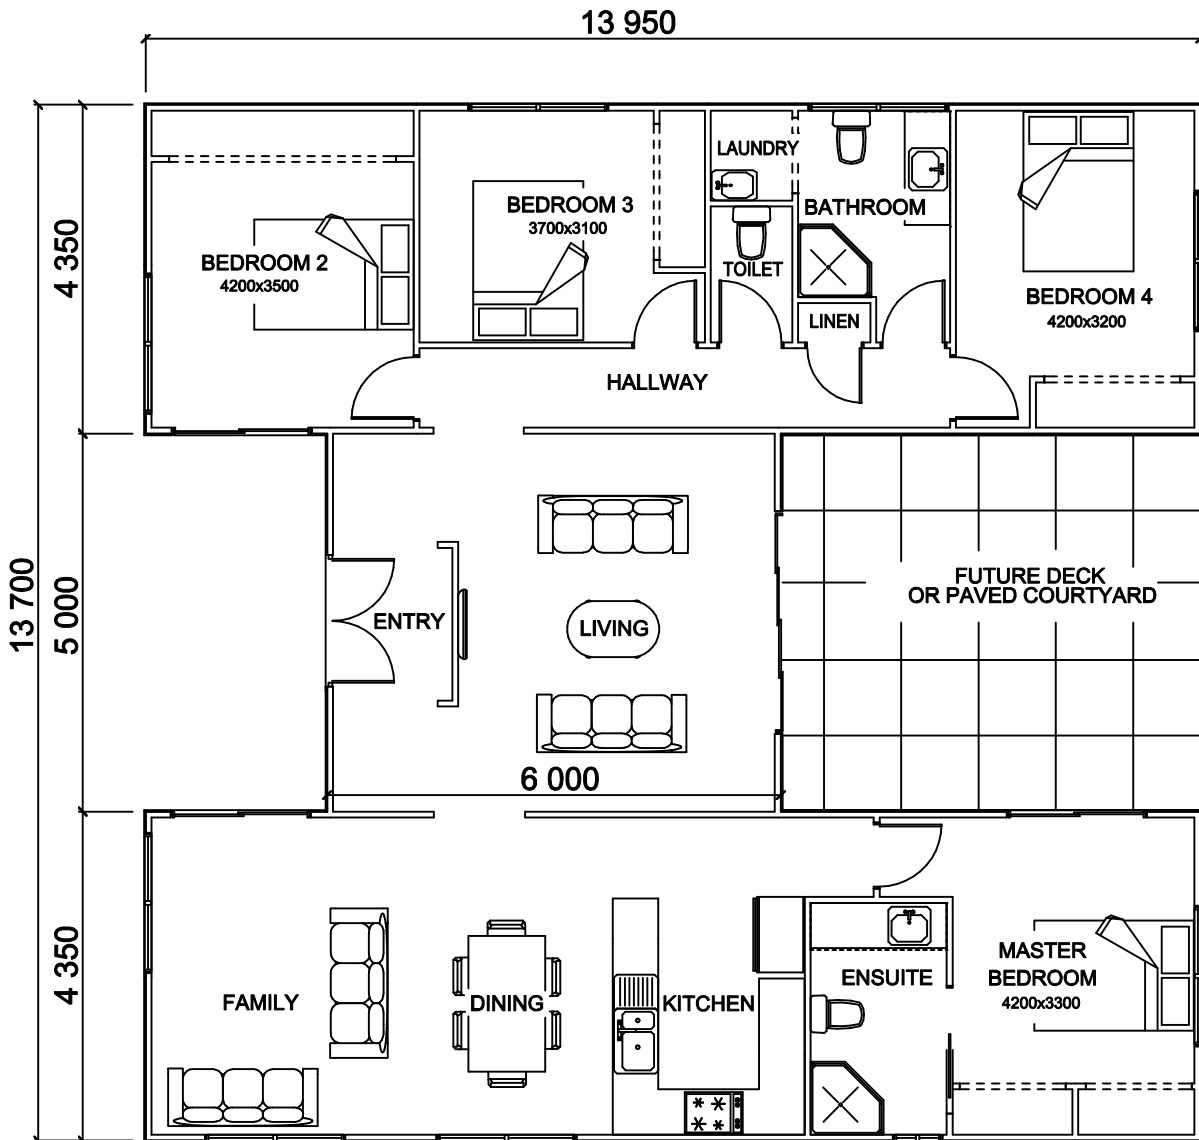 13 950
LAUNDRY
BEDROOM 3
3700x3100
BATHROOM
4 350
BEDROOM 2
4200x3500
TOILET
BEDROOM 4
4200x3200
LINEN
HALLWAY
FUTURE DECK
OR PAVED COURTYARD
13 700
5 000
ENTRY
LIVING
6 000
4 350
MASTER
BEDROOM
4200x3300
ENSUITE
FAMILY
DINING
KITCHEN